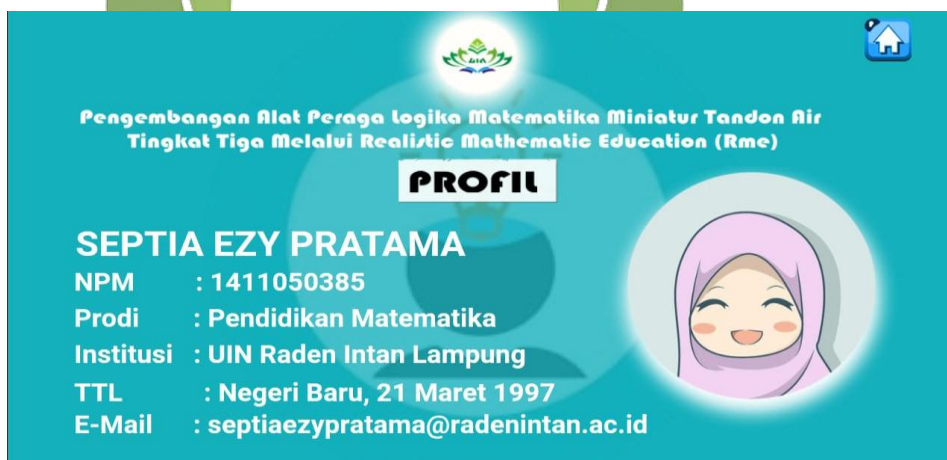 UIN
Pengembangan Alat Peraga Logika Matematika Miniatur Tandon Air
Tingkat Tiga Melalui Realistic Mathematic Education (Rme)
PROFIL
SEPTIA EZY PRATAMA
NPM : 1411050385
Prodi : Pendidikan Matematika
Institusi : UIN Raden Intan Lampung
TTL : Negeri Baru, 21 Maret 1997
E-Mail : septiaezypratama@radenintan.ac.id